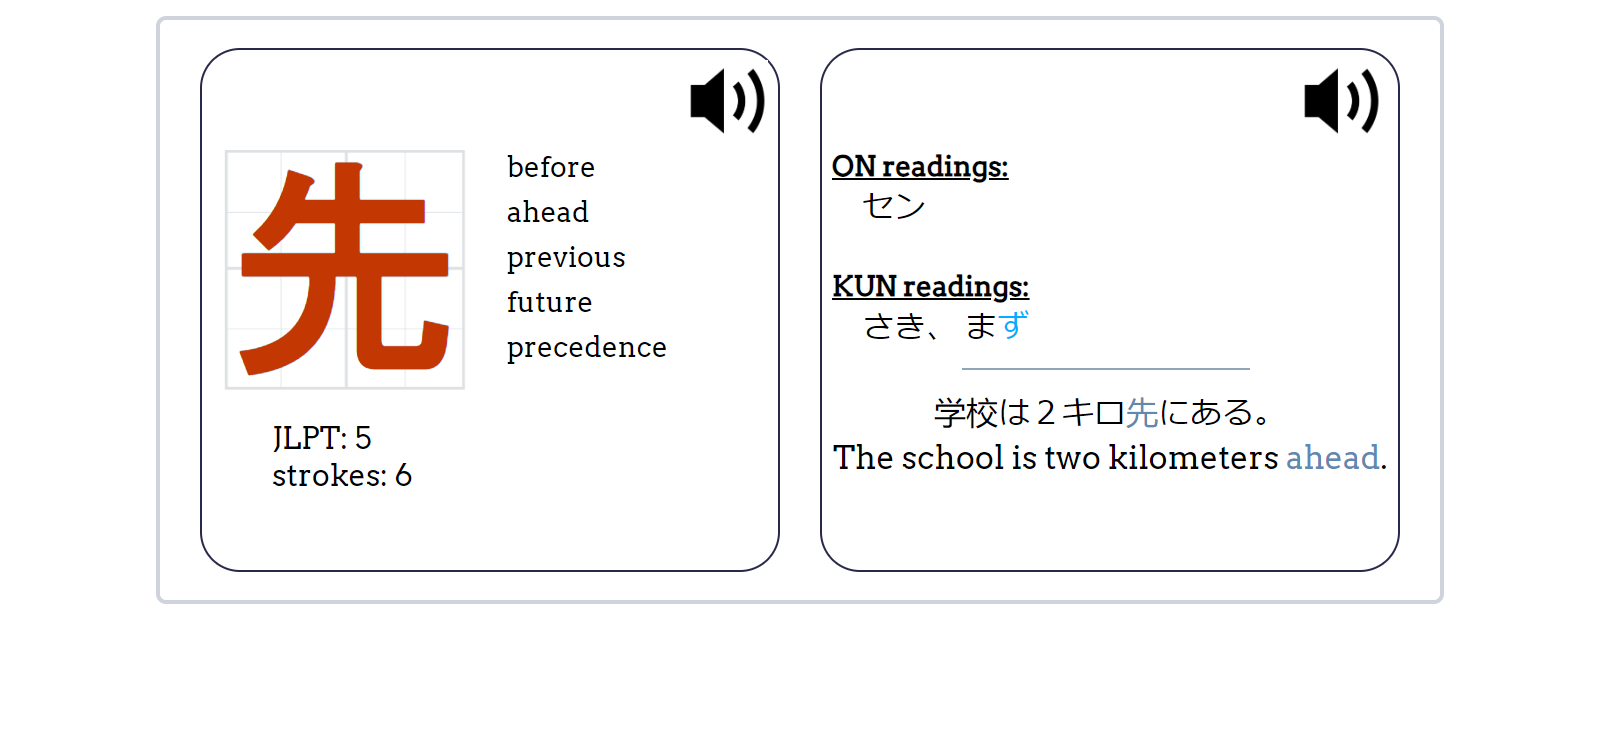 先
before
ahead
previous
future
precedence
JLPT: 5
strokes: 6
ON readings:
セン
KUN readings:
さき、 まず
学校は２キロ先にある。
The school is two kilometers ahead.